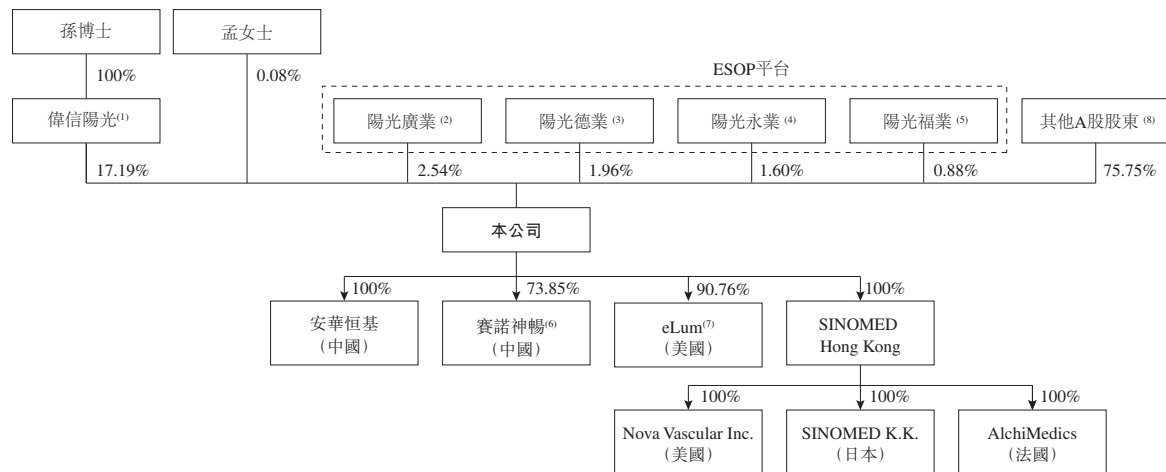 孫博士
孟女士
100%
0.08%
ESOP平台
偉信陽光(1)
陽光廣業 (2)
陽光德業 (3)
陽光永業 (4)
陽光福業 (5)
其他A股股東 (8)
17.19%
2.54%
1.96%
1.60%
0.88%
75.75%
本公司
100%
73.85%
90.76%
100%
安華恒基
(中國)
賽諾神暢(6)
(中國)
eLum(7)
(美國)
SINOMED
Hong Kong
100%
100%
100%
Nova Vascular Inc.
(美國)
SINOMED K.K.
(日本)
AlchiMedics
(法國)